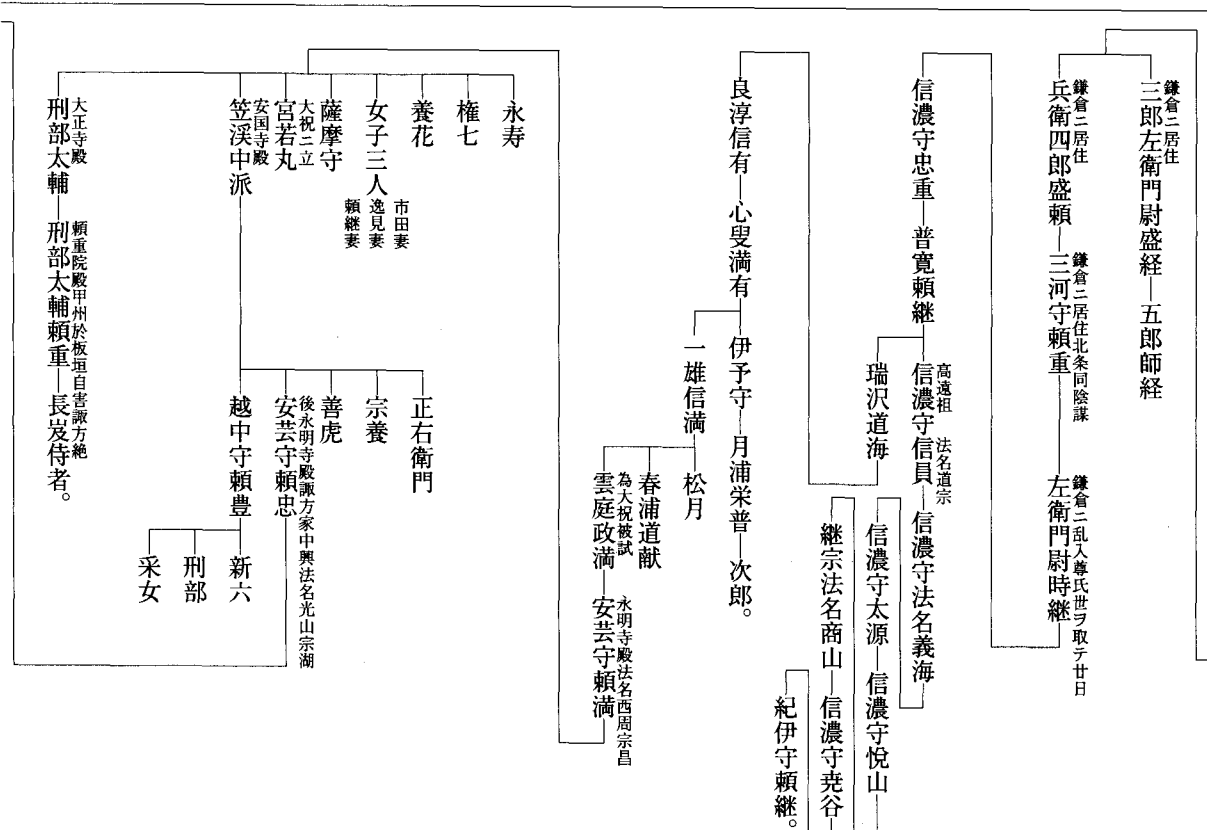 鎌倉ニ居住
三郎左衛門尉盛経―五郎師経
鎌倉ニ居住
兵衛四郎盛頼―三河守頼重―左衛門尉時継
鎌倉ニ居住北条同陰謀
鎌倉ニ乱入尊氏世ヲ取テ廿日
信濃守忠重―普寛頼継
高遠祖 法名道宗
信濃守信員―信濃守法名義海
瑞沢道海
信濃守太源―信濃守悦山
継宗法名商山―信濃守尭谷
紀伊守頼継。
良淳信有―心叟満有
伊予守―月浦栄普―次郎。
一雄信満
松月
春浦道献
為大祝被試
雲庭政満―安芸守頼満
永明寺殿法名西周宗昌
永寿
権七
養花
女子三人
市田妻
逸見妻
頼継妻
薩摩守
大祝ニ立
宮若丸
安国寺殿
笠渓中派
正右衛門
宗養
善虎
後永明寺殿諏方家中興法名光山宗湖
安芸守頼忠
越中守頼豊
新六
刑部
采女
大正寺殿
刑部太輔―刑部太輔頼重―長岌侍者。
頼重院殿甲州於板垣自害諏方絶